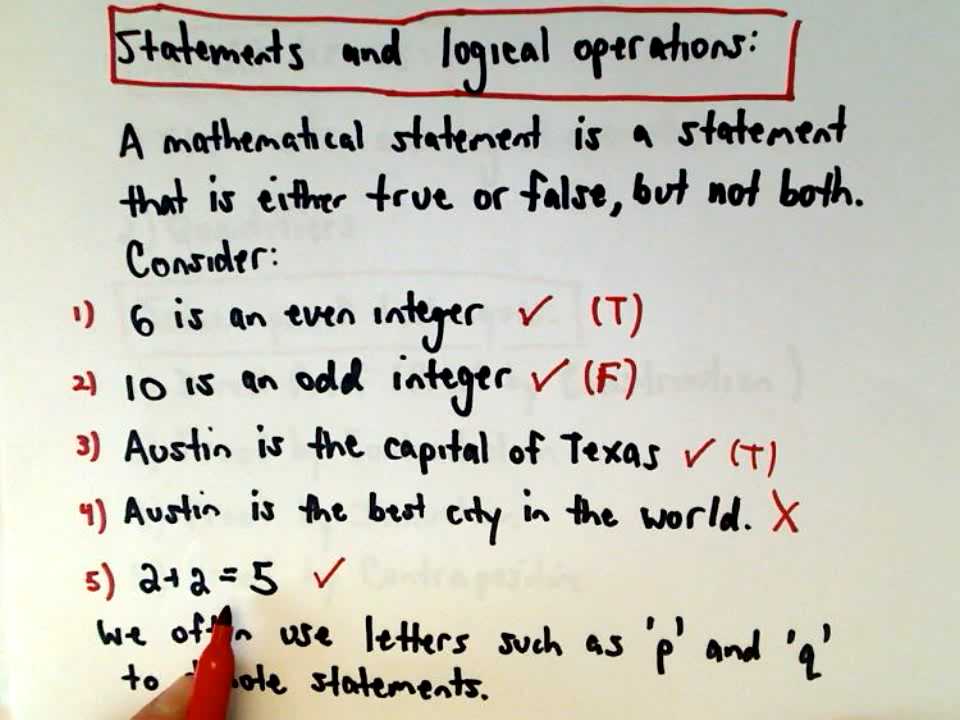 Statements and logical operations:
A mathematical statement is a statement
that is either true or false, but not both.
Consider:
1) 6 is an even integer ✓ (T)
2) 10 is an odd integer ✓ (F)
3) Austin is the capital of Texas ✓ (T)
4) Austin is the best city in the world. X
5) 2+2=5 ✓
We often use letters such as 'p' and 'q'
to statements.